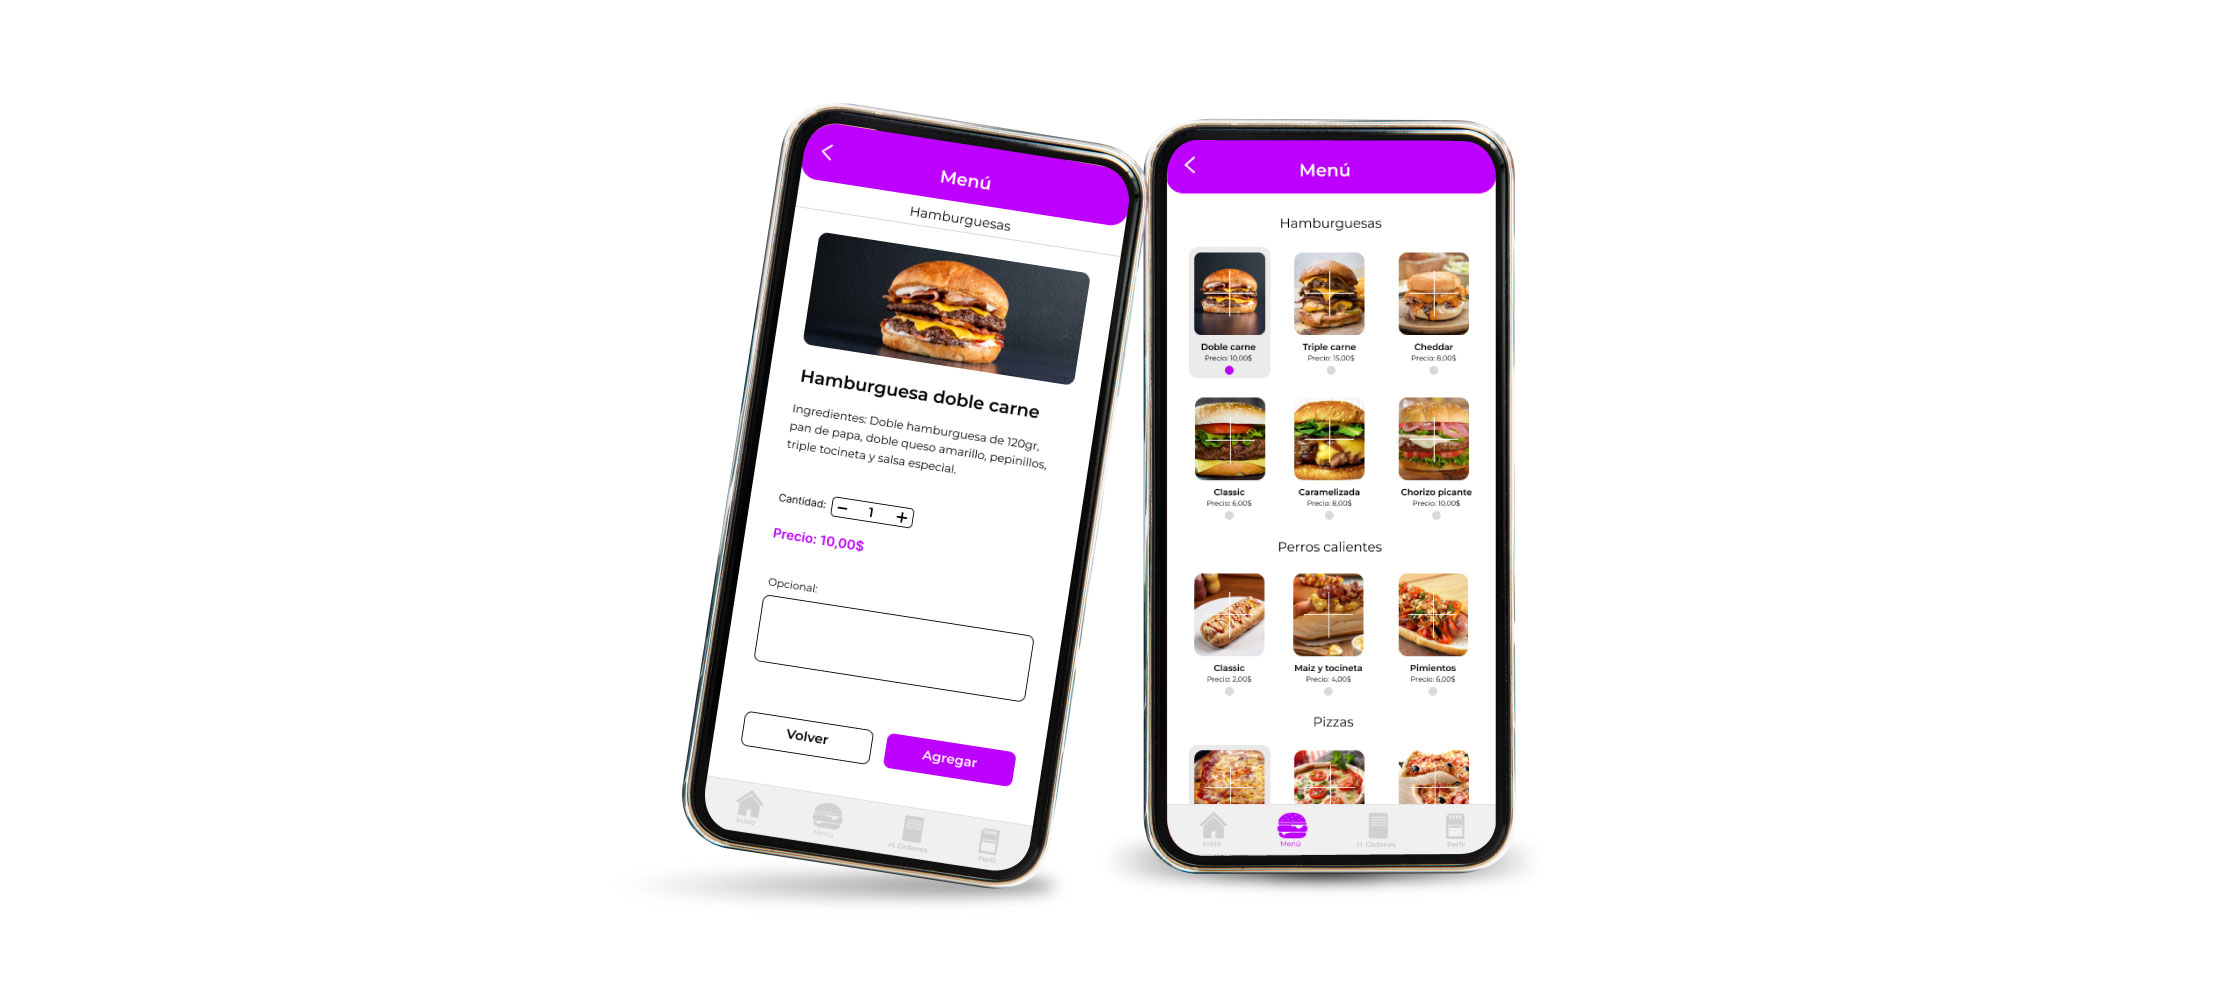 Menú
Hamburguesas
Hamburguesa doble carne
Ingredientes: Doble hamburguesa de 120gr,
pan de papa, doble queso amarillo, pepinillos,
triple tocineta y salsa especial.
Cantidad: − 1 +
Precio: 10,00$
Opcional:
Volver Agregar
Inicio Menú H. Ordenes Perfil
Menú
Hamburguesas
Doble carne Triple carne Cheddar
Precio: 10,00$ Precio: 15,00$ Precio: 8,00$
Classic Caramelizada Chorizo picante
Precio: 6,00$ Precio: 8,00$ Precio: 10,00$
Perros calientes
Classic Maiz y tocineta Pimientos
Precio: 2,00$ Precio: 4,00$ Precio: 6,00$
Pizzas
Inicio Menú H. Ordenes Perfil